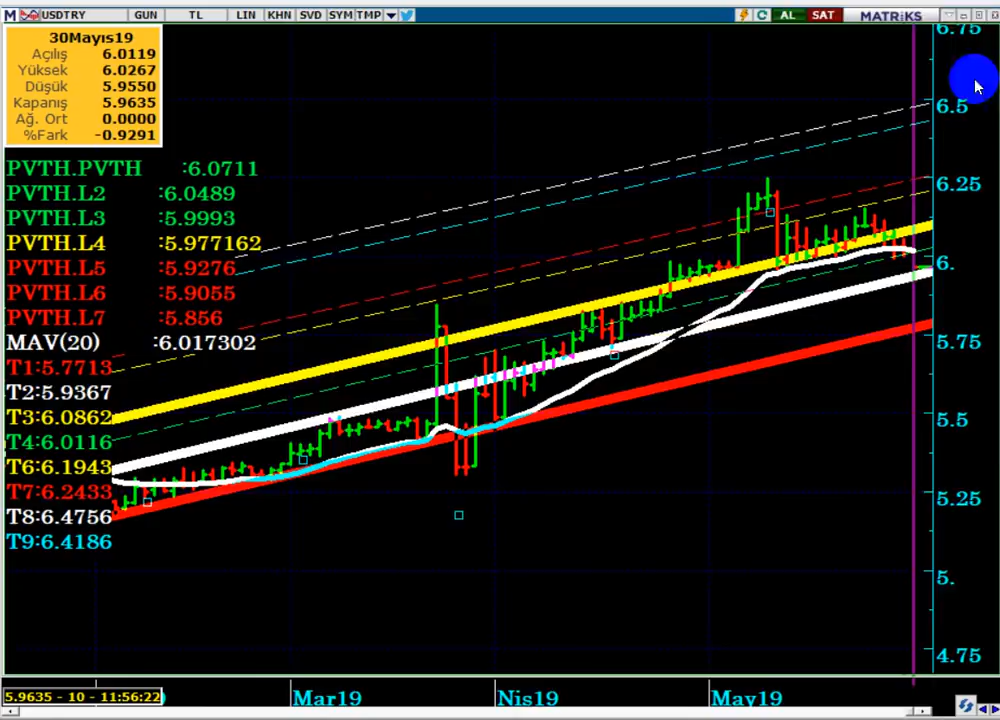 M USDTRY GUN TL LIN KHN SVD SYM TMP AL SAT MATRiKS
30Mayıs19
Açılış 6.0119
Yüksek 6.0267
Düşük 5.9550
Kapanış 5.9635
Ağ. Ort 0.0000
%Fark -0.9291
PVTH.PVTH :6.0711
PVTH.L2 :6.0489
PVTH.L3 :5.9993
PVTH.L4 :5.977162
PVTH.L5 :5.9276
PVTH.L6 :5.9055
PVTH.L7 :5.856
MAV(20) :6.017302
T1:5.7713
T2:5.9367
T3:6.0862
T4:6.0116
T6:6.1943
T7:6.2433
T8:6.4756
T9:6.4186
6.75
6.5
6.25
6.
5.75
5.5
5.25
5.
4.75
5.9635 - 10 - 11:56:22
Mar19 Nis19 May19